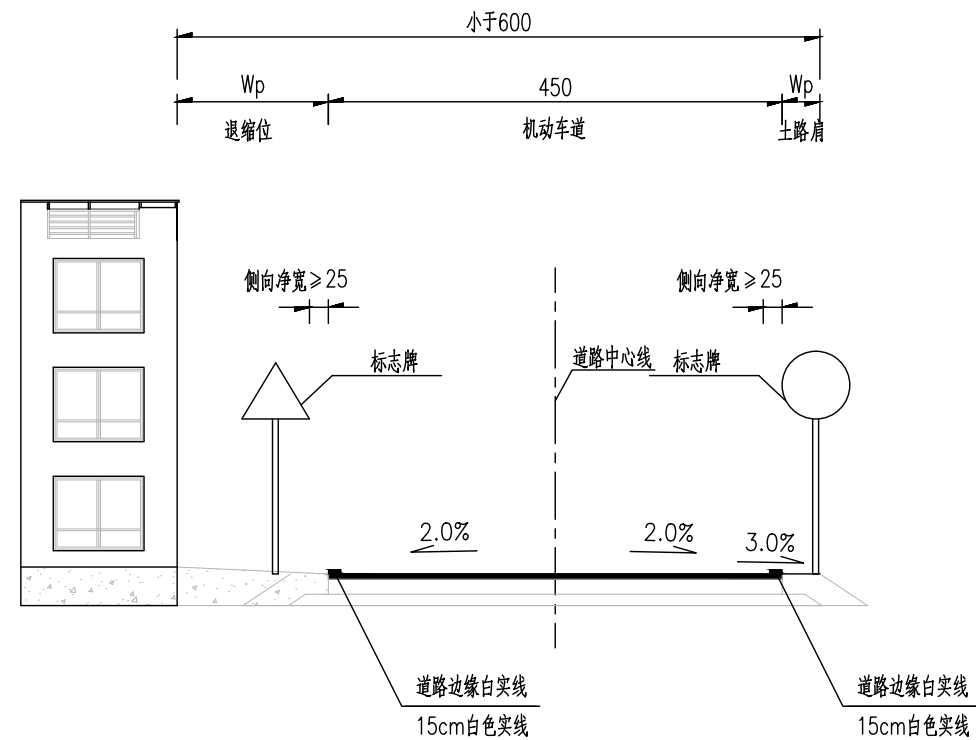 小于600
Wp
450
Wp
退缩位
机动车道
土路肩
侧向净宽≥25
侧向净宽≥25
标志牌
道路中心线
标志牌
2.0%
2.0%
3.0%
道路边缘白实线
15cm白色实线
道路边缘白实线
15cm白色实线